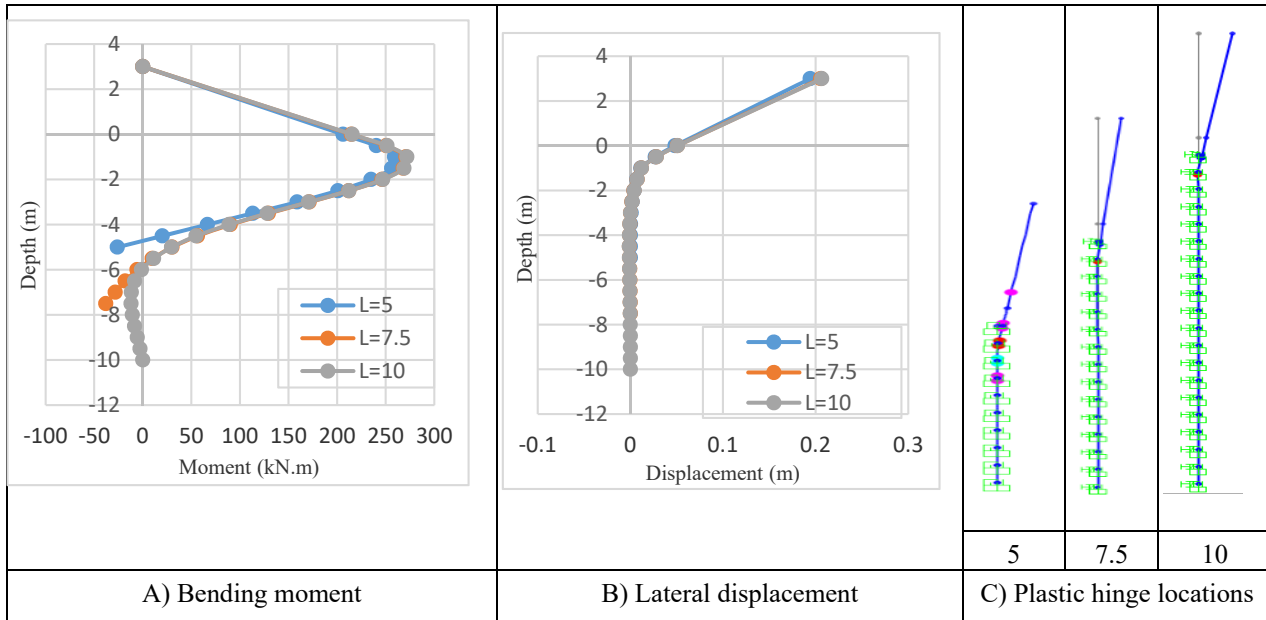 4
2
0
-2
-4
-6
-8
-10
-12
Depth (m)
-100 -50 0 50 100 150 200 250 300
Moment (kN.m)
L=5
L=7.5
L=10
4
2
0
-2
-4
-6
-8
-10
-12
Depth (m)
-0.1 0 0.1 0.2 0.3
Displacement (m)
L=5
L=7.5
L=10
5 7.5 10
A) Bending moment B) Lateral displacement C) Plastic hinge locations